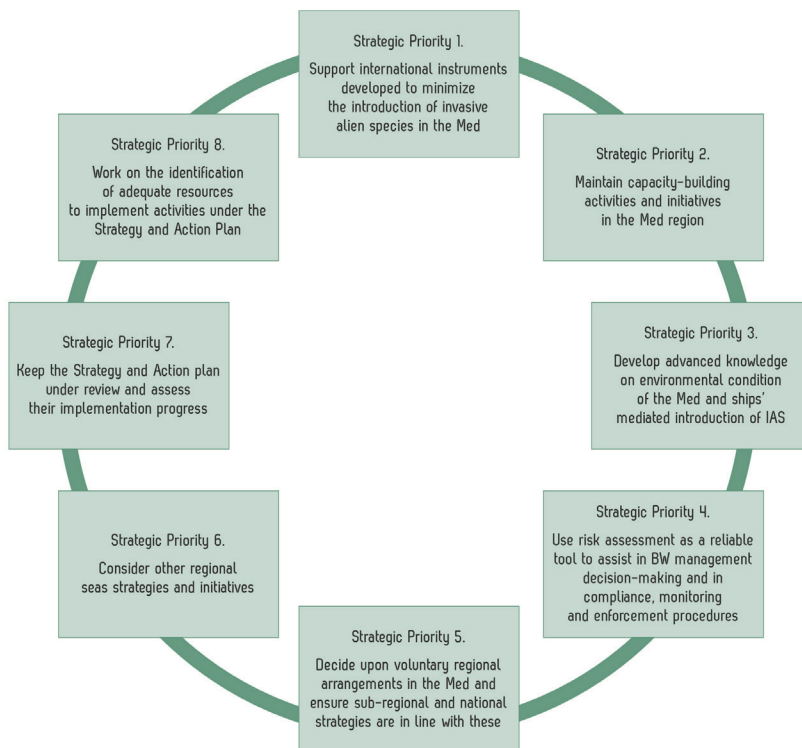 Strategic Priority 1.
Support international instruments
developed to minimize
the introduction of invasive
alien species in the Med
Strategic Priority 2.
Maintain capacity-building
activities and initiatives
in the Med region
Strategic Priority 3.
Develop advanced knowledge
on environmental condition
of the Med and ships'
mediated introduction of IAS
Strategic Priority 4.
Use risk assessment as a reliable
tool to assist in BW management
decision-making and in
compliance, monitoring
and enforcement procedures
Strategic Priority 5.
Decide upon voluntary regional
arrangements in the Med and
ensure sub-regional and national
strategies are in line with these
Strategic Priority 6.
Consider other regional
seas strategies and initiatives
Strategic Priority 7.
Keep the Strategy and Action plan
under review and assess
their implementation progress
Strategic Priority 8.
Work on the identification
of adequate resources
to implement activities under the
Strategy and Action Plan